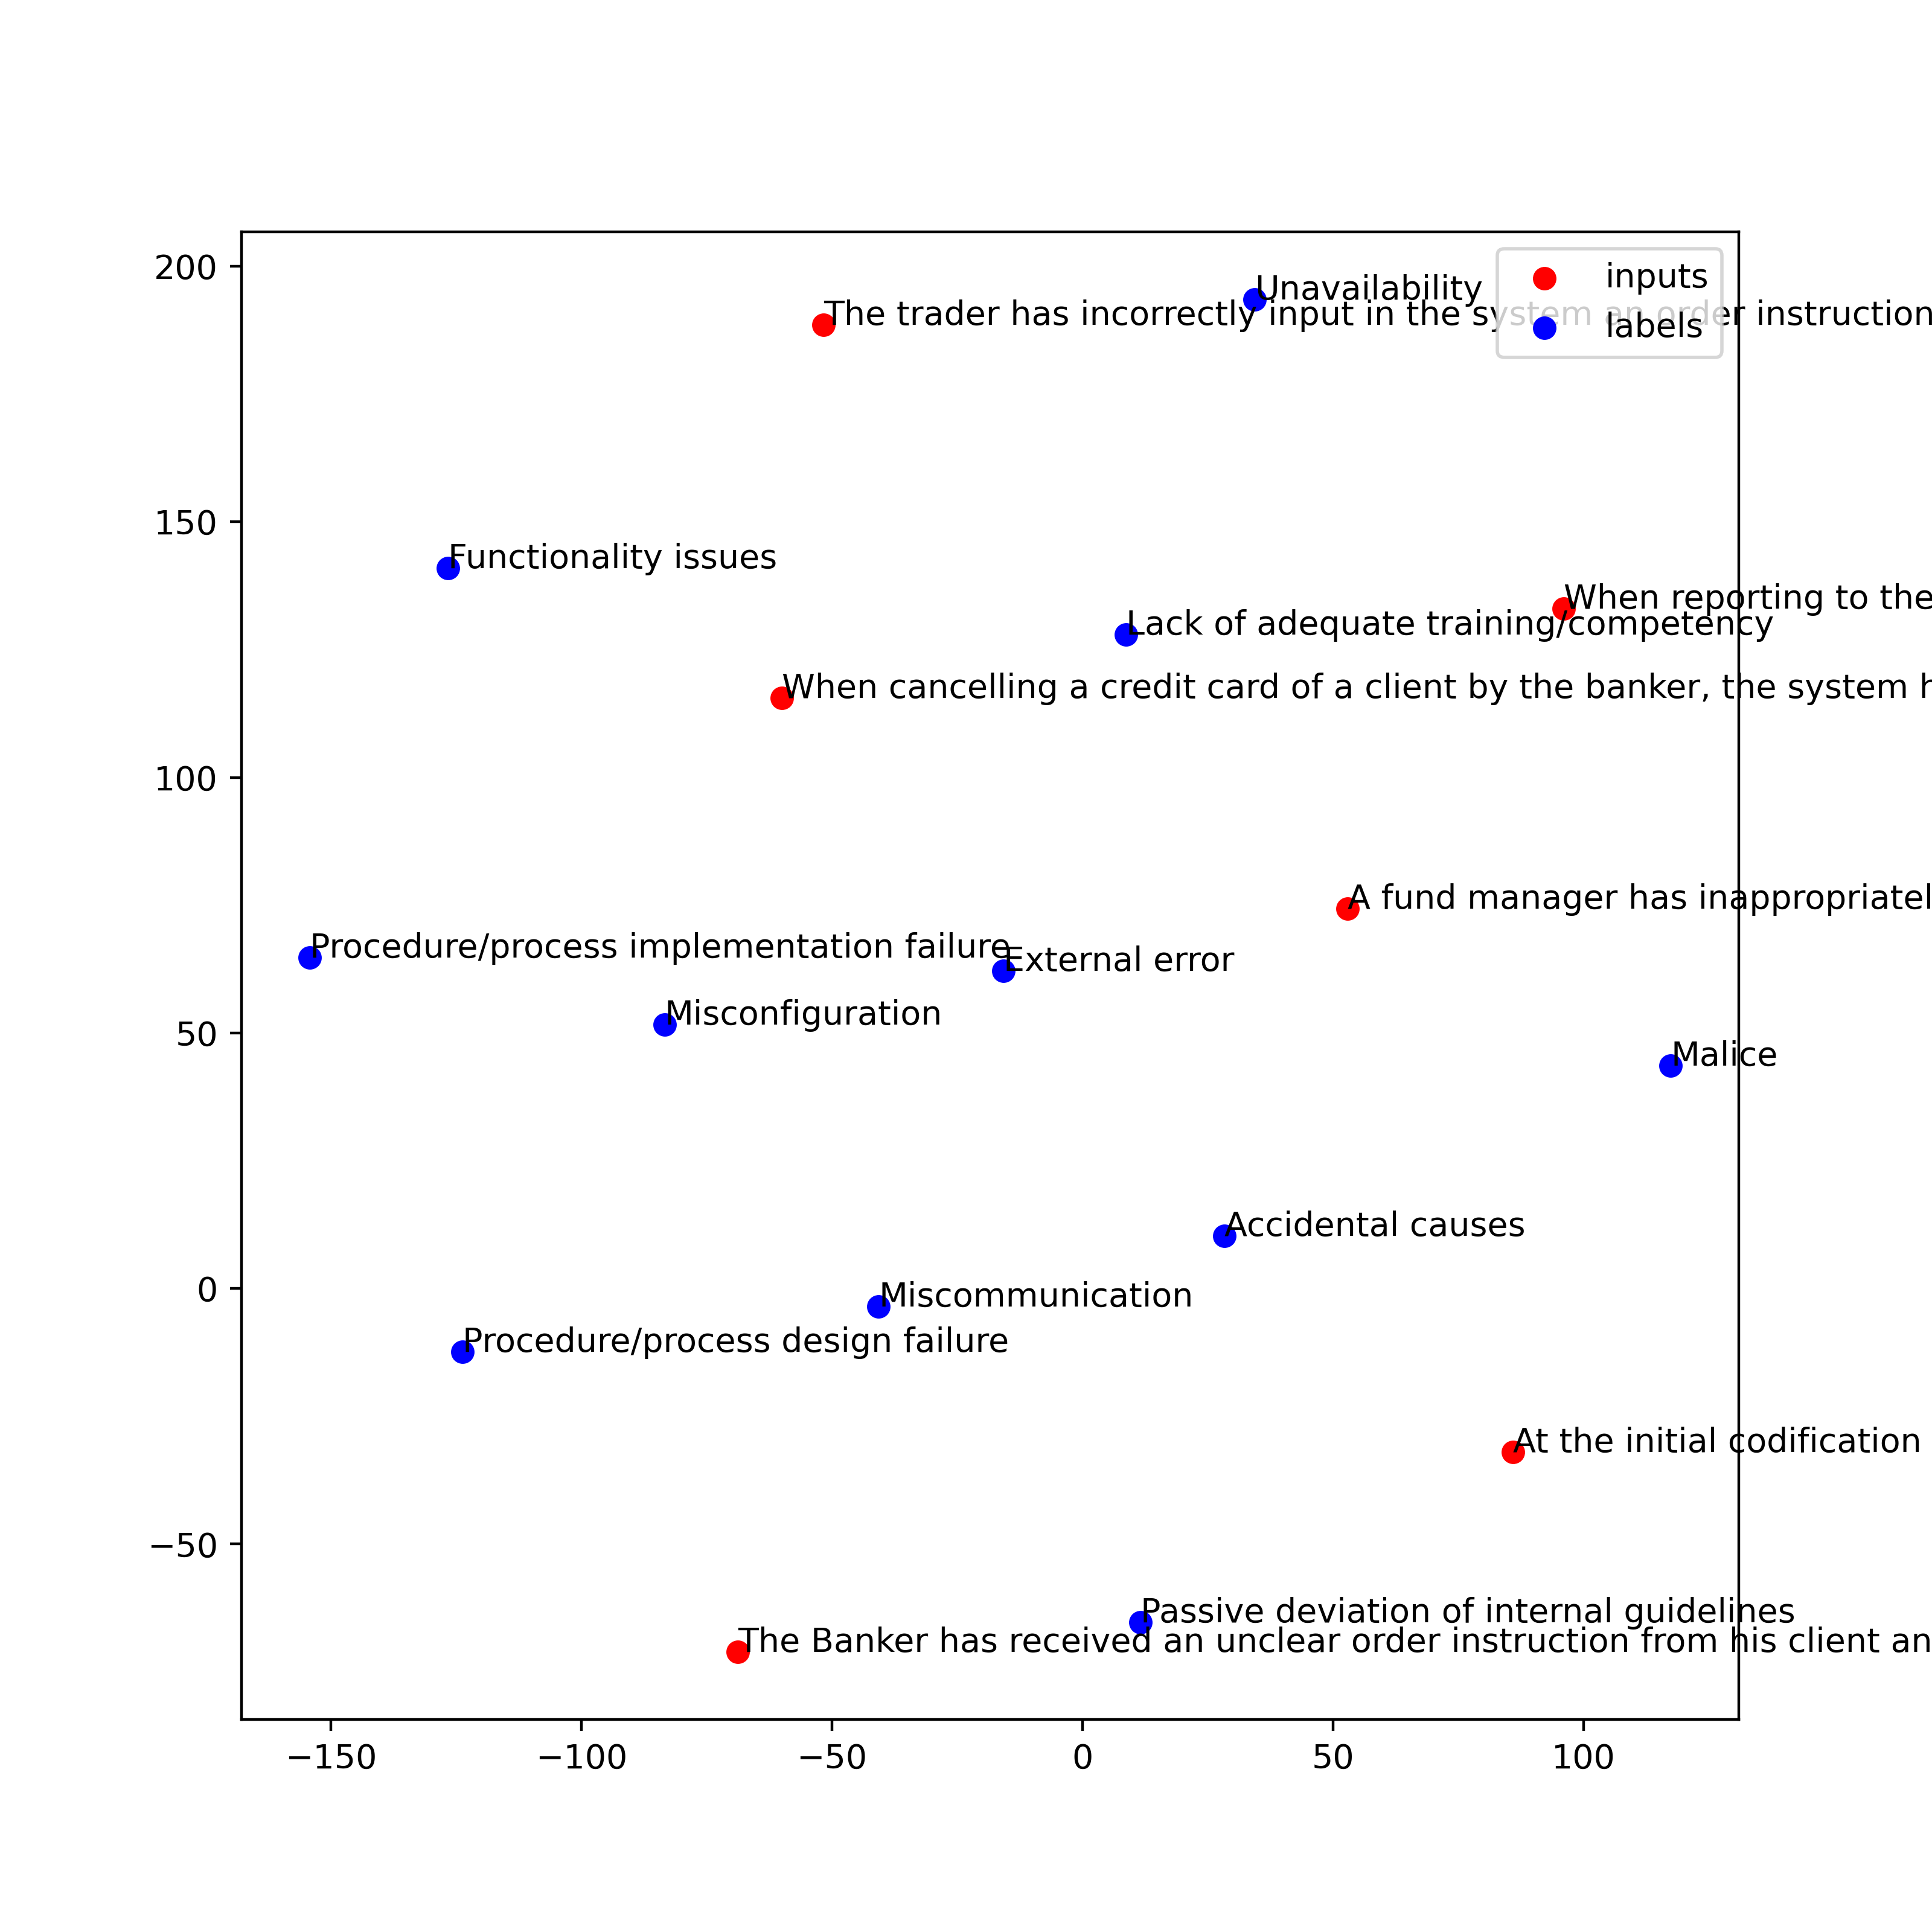 200
150
100
50
0
−50
−150
−100
−50
0
50
100
inputs
labels
Unavailability
The trader has incorrectly input in the system an order instruction
Functionality issues
When reporting to the
Lack of adequate training/competency
When cancelling a credit card of a client by the banker, the system h
A fund manager has inappropriatel
Procedure/process implementation failure
External error
Misconfiguration
Malice
Accidental causes
Miscommunication
Procedure/process design failure
At the initial codification
Passive deviation of internal guidelines
The Banker has received an unclear order instruction from his client an